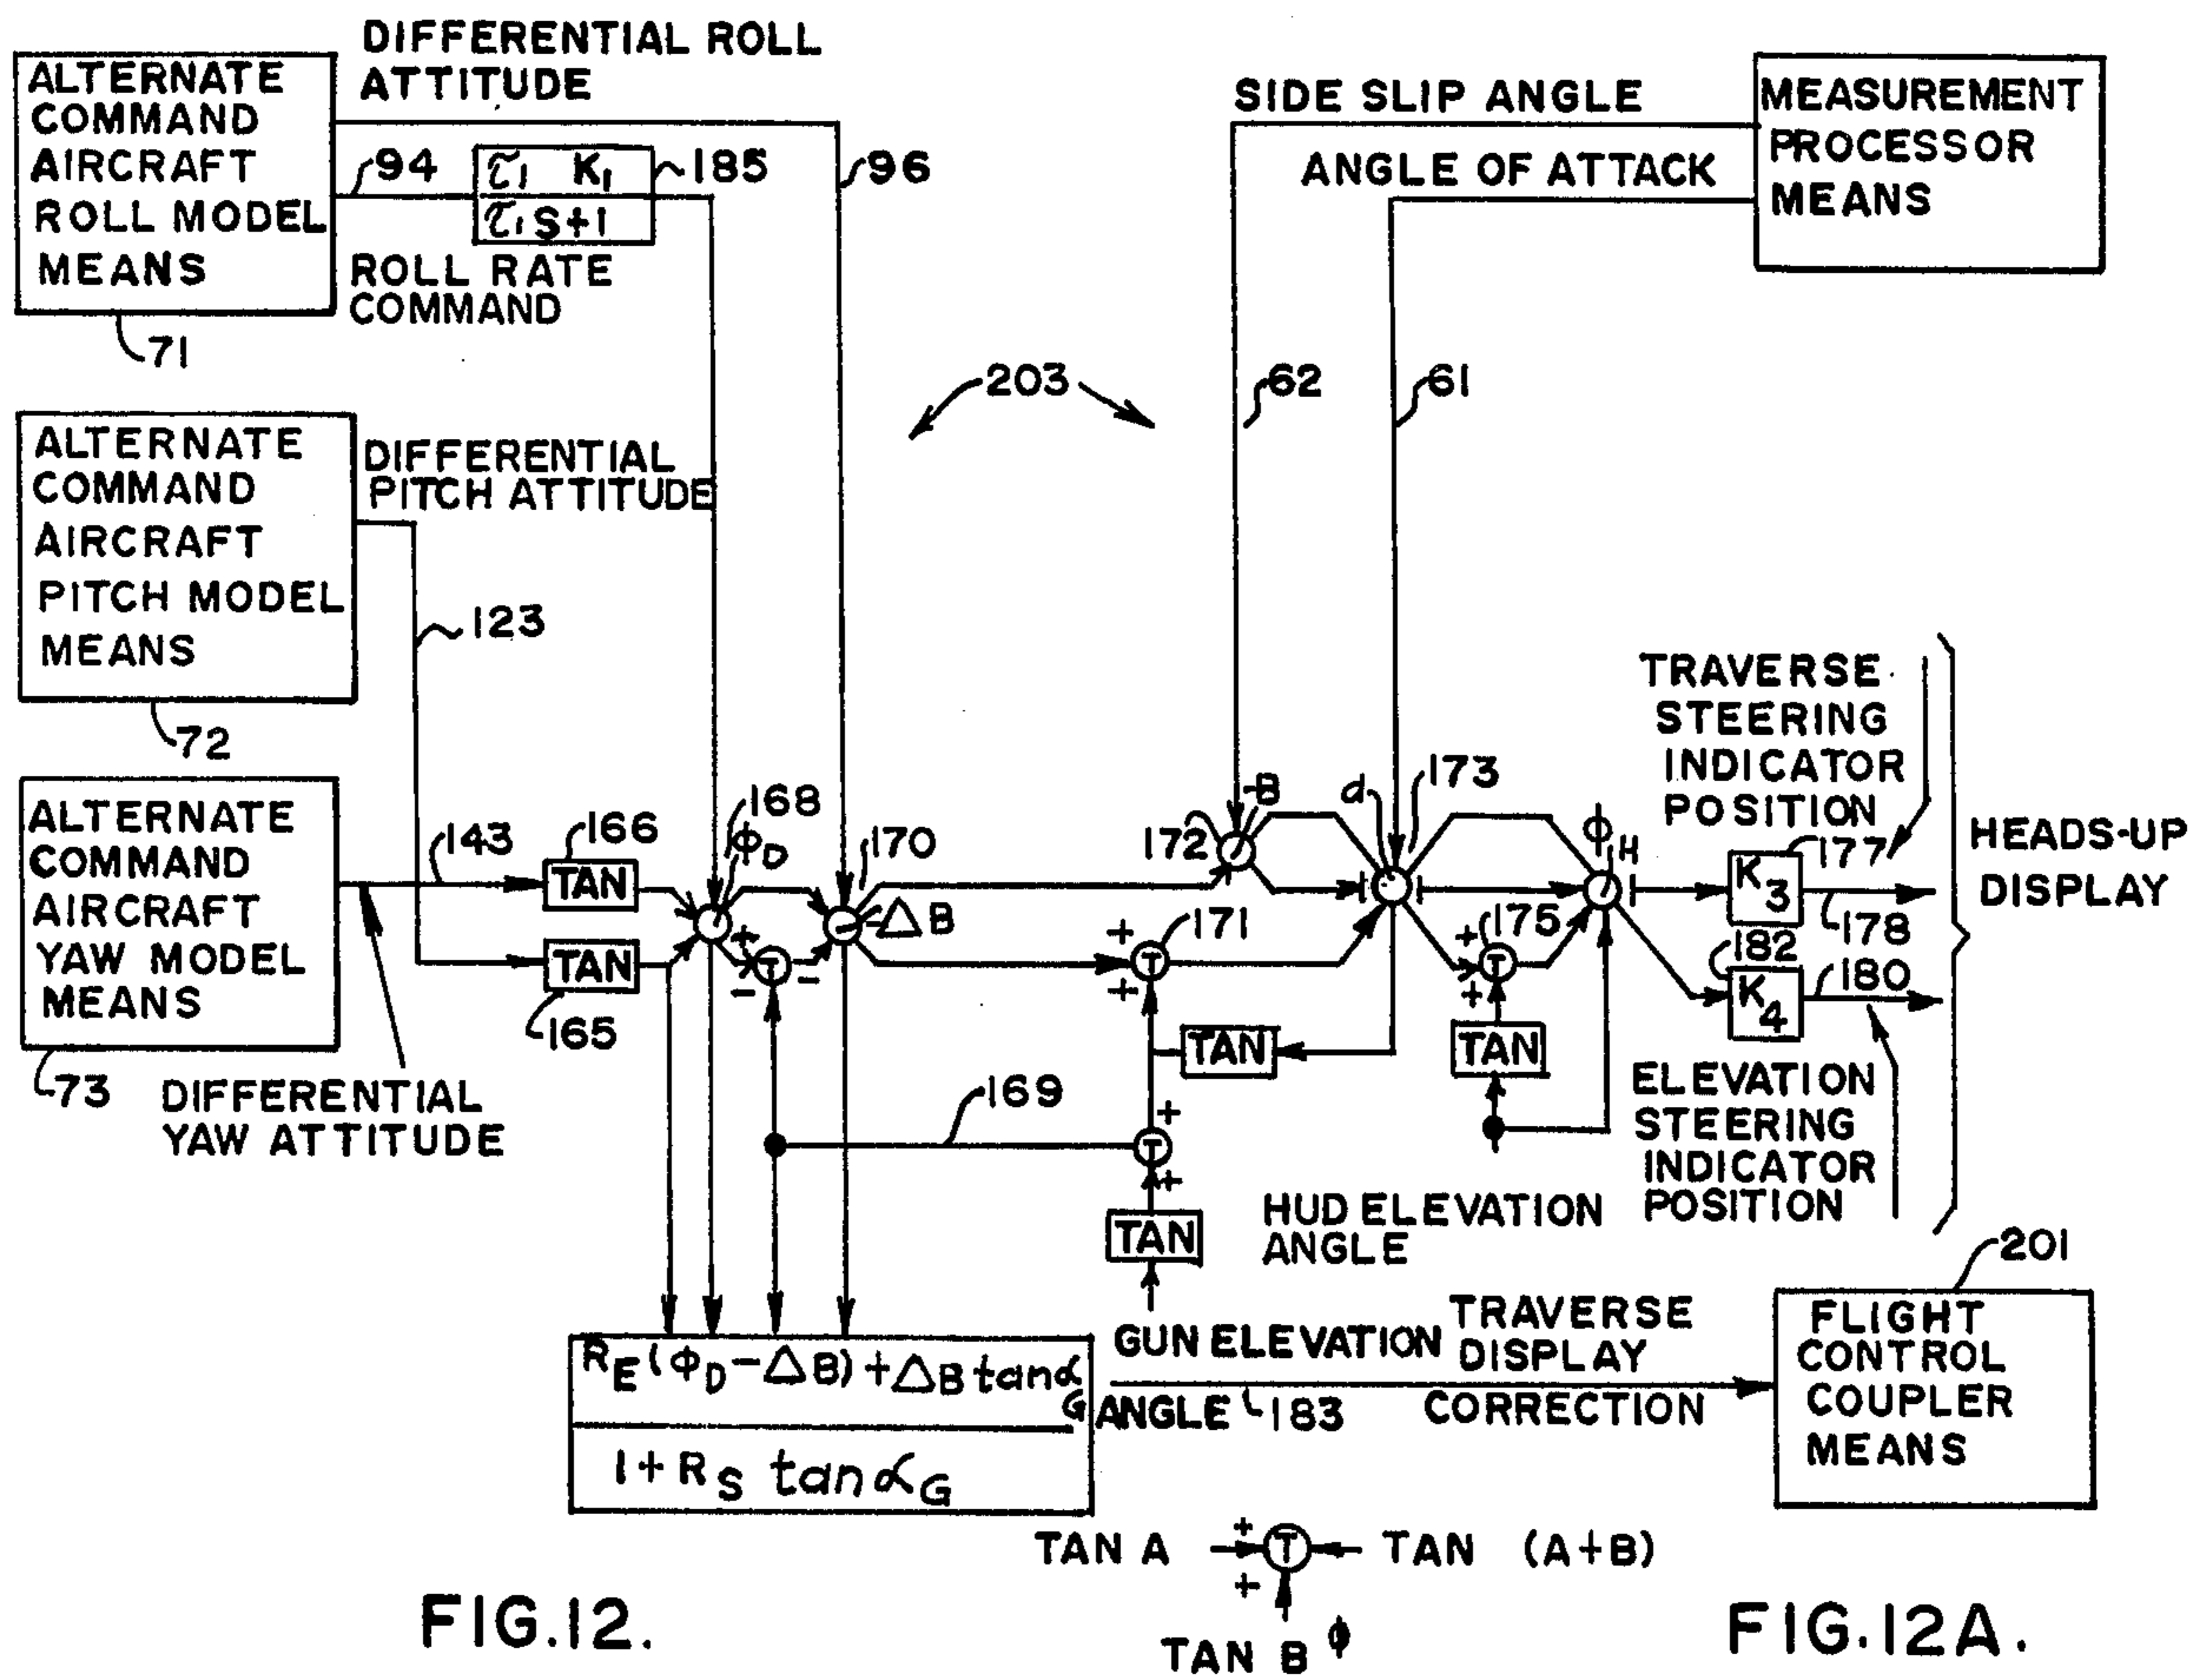 DIFFERENTIAL ROLL
ATTITUDE
ALTERNATE
COMMAND
AIRCRAFT
ROLL MODEL
MEANS
94
τ₁ K₁
τ₁ S+1
185
96
ROLL RATE
COMMAND
71
SIDE SLIP ANGLE
ANGLE OF ATTACK
MEASUREMENT
PROCESSOR
MEANS
203
62
61
ALTERNATE
COMMAND
AIRCRAFT
PITCH MODEL
MEANS
DIFFERENTIAL
PITCH ATTITUDE
123
72
ALTERNATE
COMMAND
AIRCRAFT
YAW MODEL
MEANS
143
166
TAN
TAN
165
168
ϕD
170
-ΔB
+
-
T
-
73
DIFFERENTIAL
YAW ATTITUDE
172
-B
d
173
ϕH
+
171
T
+
+
175
T
+
TAN
TAN
169
+
T
+
TAN
HUD ELEVATION
ANGLE
TRAVERSE
STEERING
INDICATOR
POSITION
K3
177
178
182
K4
180
ELEVATION
STEERING
INDICATOR
POSITION
HEADS-UP
DISPLAY
RE(ϕD-ΔB)+ΔB tanαG
1+RS tanαG
GUN ELEVATION
ANGLE
183
TRAVERSE
DISPLAY
CORRECTION
201
FLIGHT
CONTROL
COUPLER
MEANS
TAN A + T TAN (A+B)
+
TAN B ϕ
FIG.12.
FIG.12A.